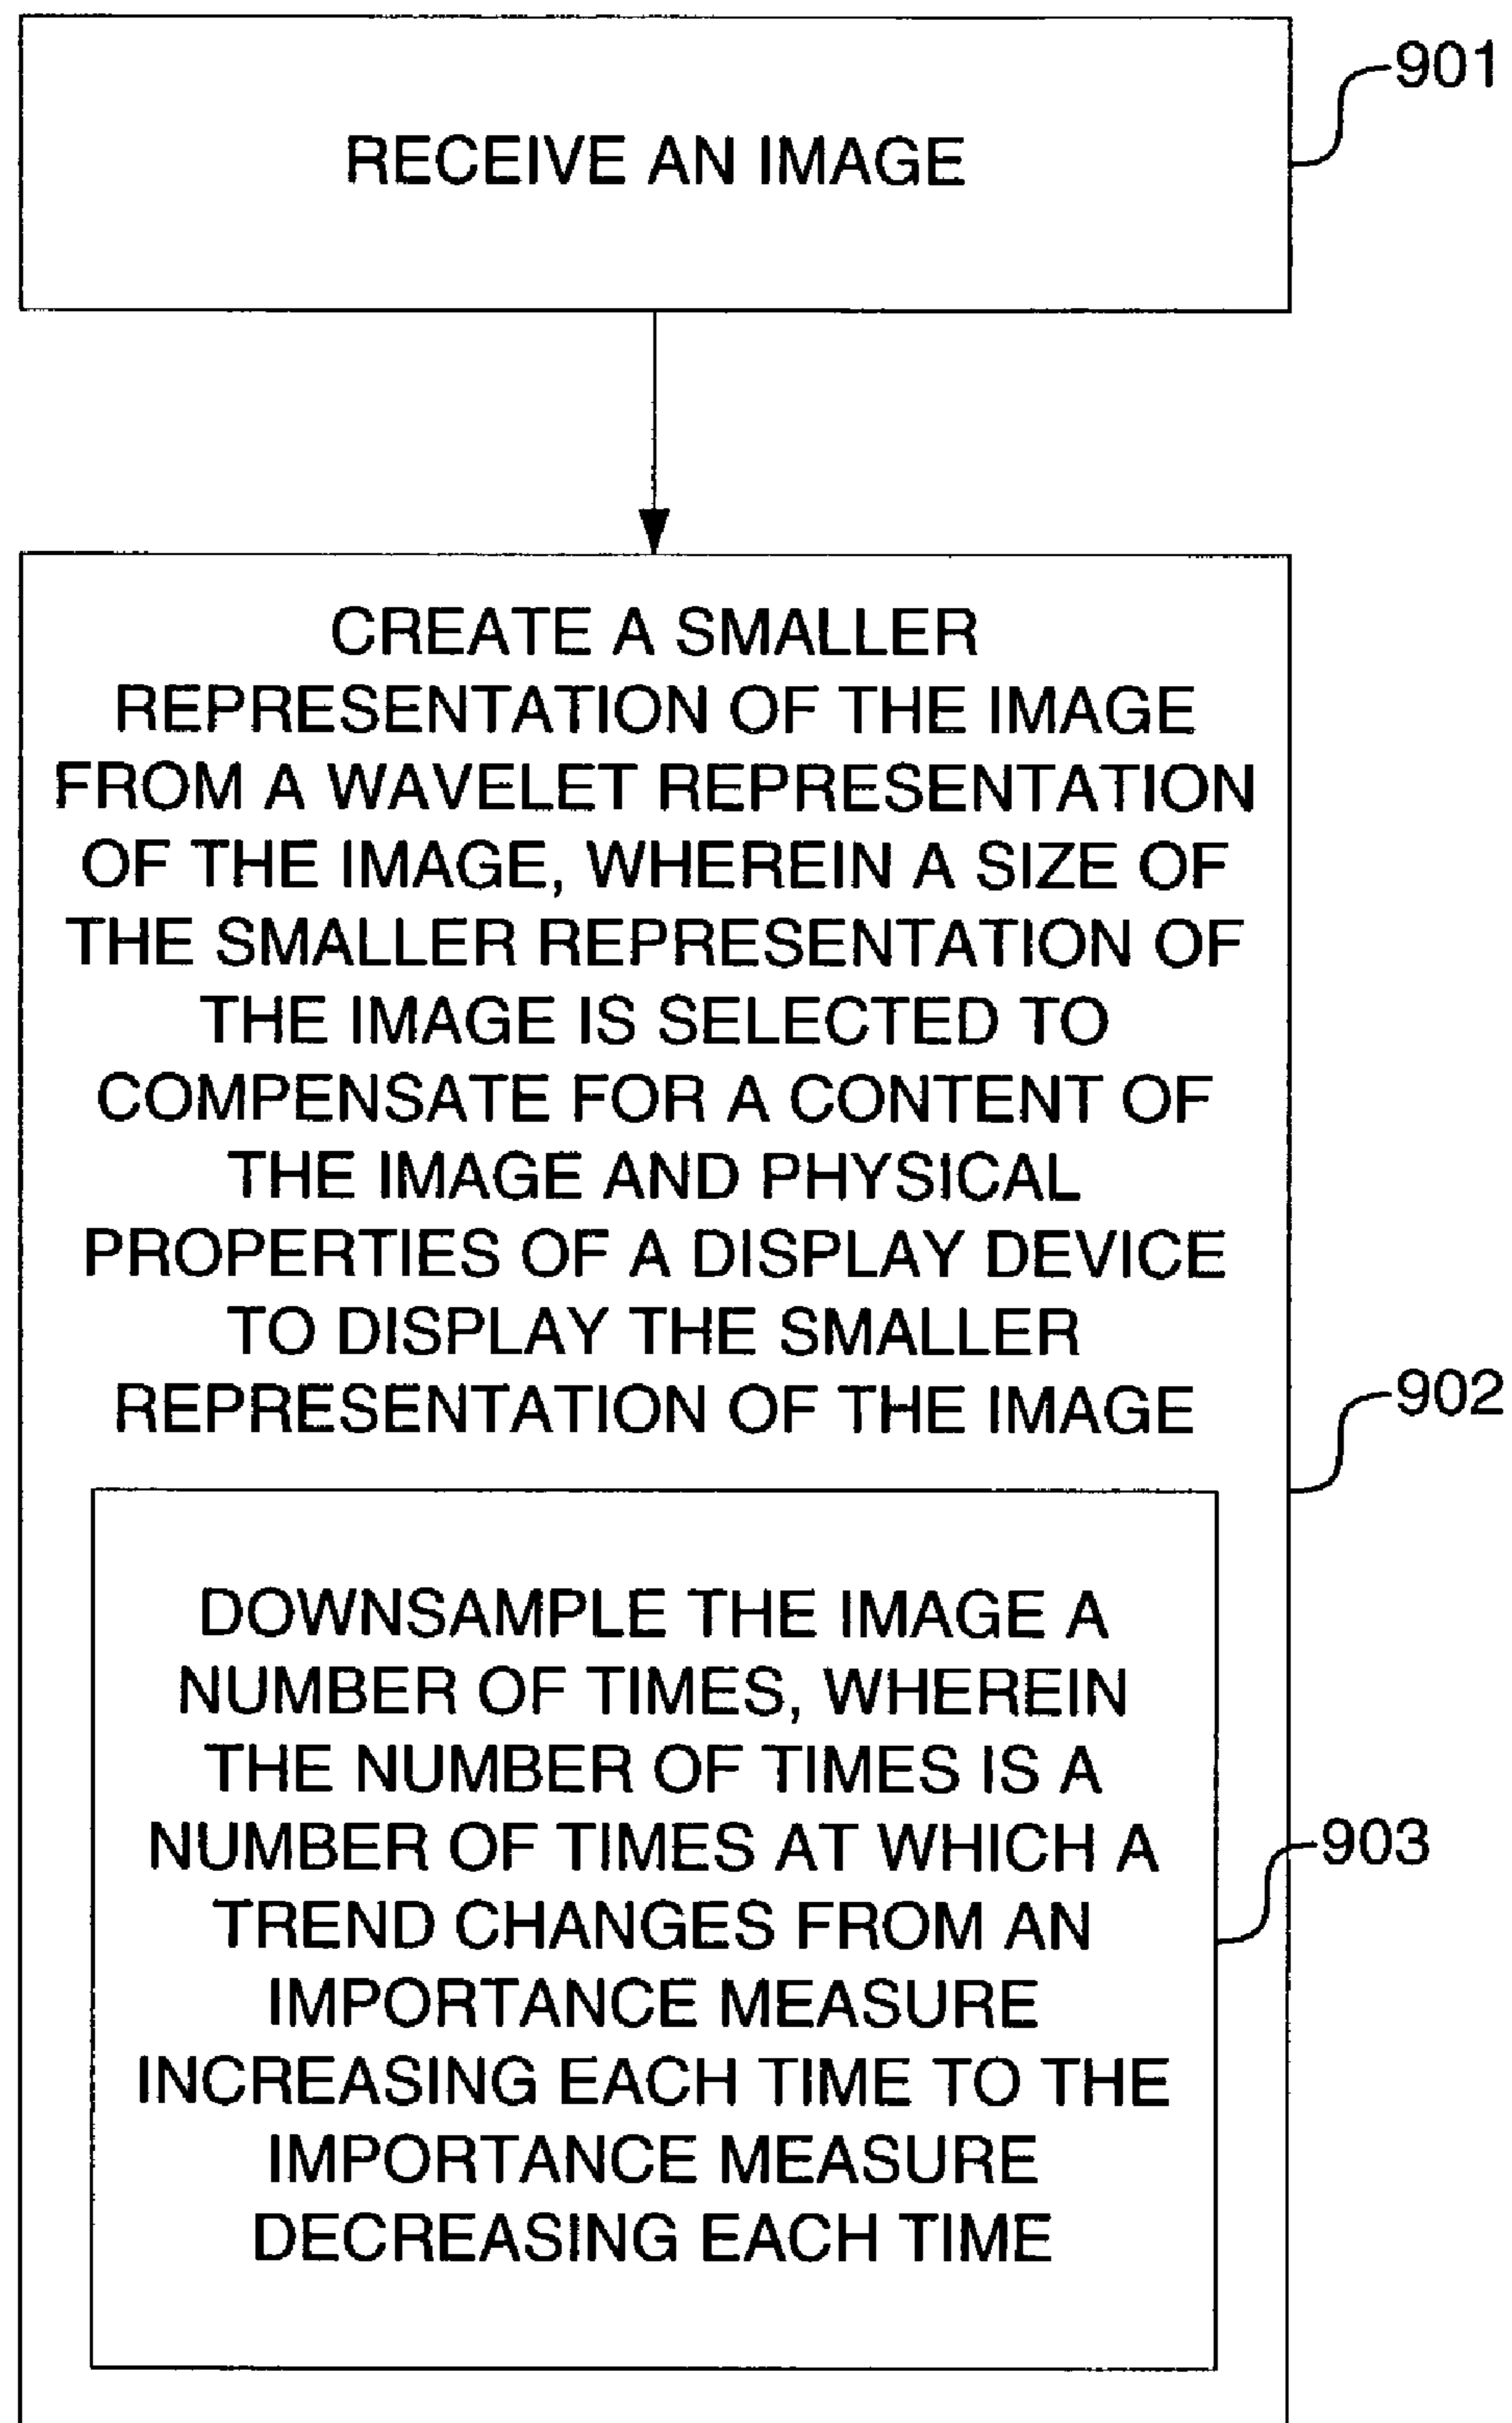 901
RECEIVE AN IMAGE
CREATE A SMALLER
REPRESENTATION OF THE IMAGE
FROM A WAVELET REPRESENTATION
OF THE IMAGE, WHEREIN A SIZE OF
THE SMALLER REPRESENTATION OF
THE IMAGE IS SELECTED TO
COMPENSATE FOR A CONTENT OF
THE IMAGE AND PHYSICAL
PROPERTIES OF A DISPLAY DEVICE
TO DISPLAY THE SMALLER
REPRESENTATION OF THE IMAGE
902
DOWNSAMPLE THE IMAGE A
NUMBER OF TIMES, WHEREIN
THE NUMBER OF TIMES IS A
NUMBER OF TIMES AT WHICH A
TREND CHANGES FROM AN
IMPORTANCE MEASURE
INCREASING EACH TIME TO THE
IMPORTANCE MEASURE
DECREASING EACH TIME
903